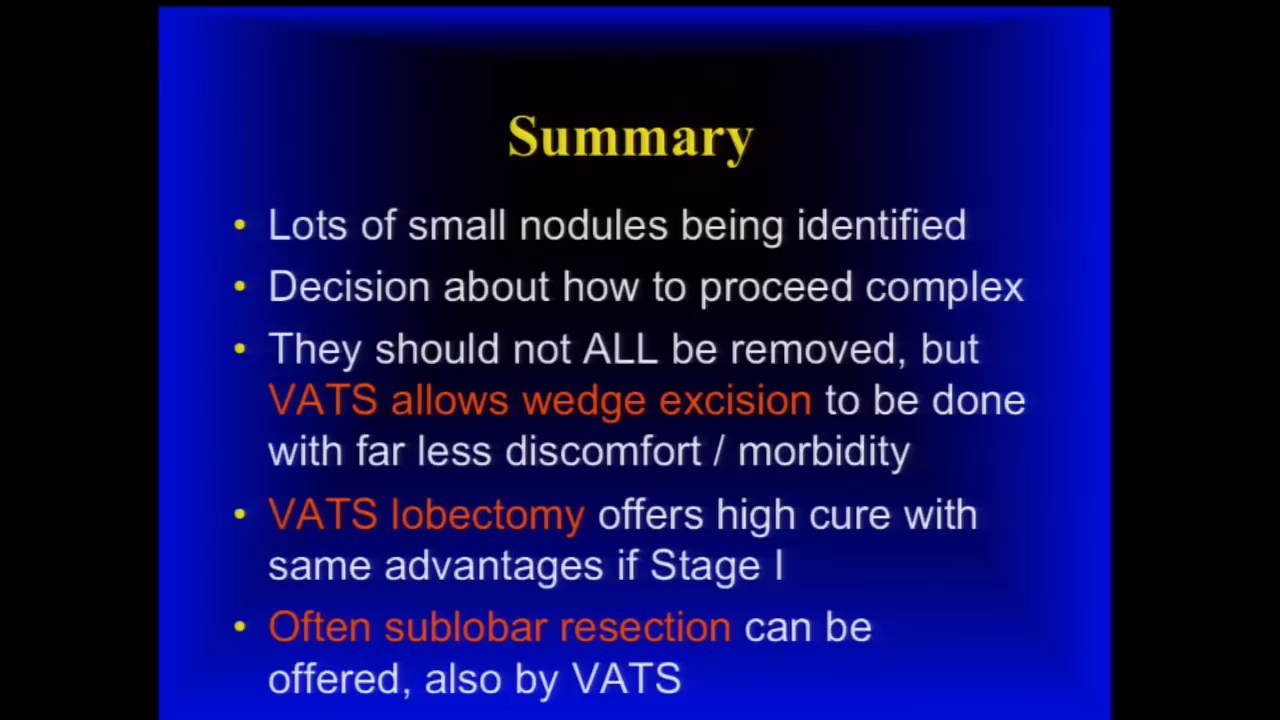 Summary
• Lots of small nodules being identified
• Decision about how to proceed complex
• They should not ALL be removed, but
VATS allows wedge excision to be done
with far less discomfort / morbidity
• VATS lobectomy offers high cure with
same advantages if Stage I
• Often sublobar resection can be
offered, also by VATS